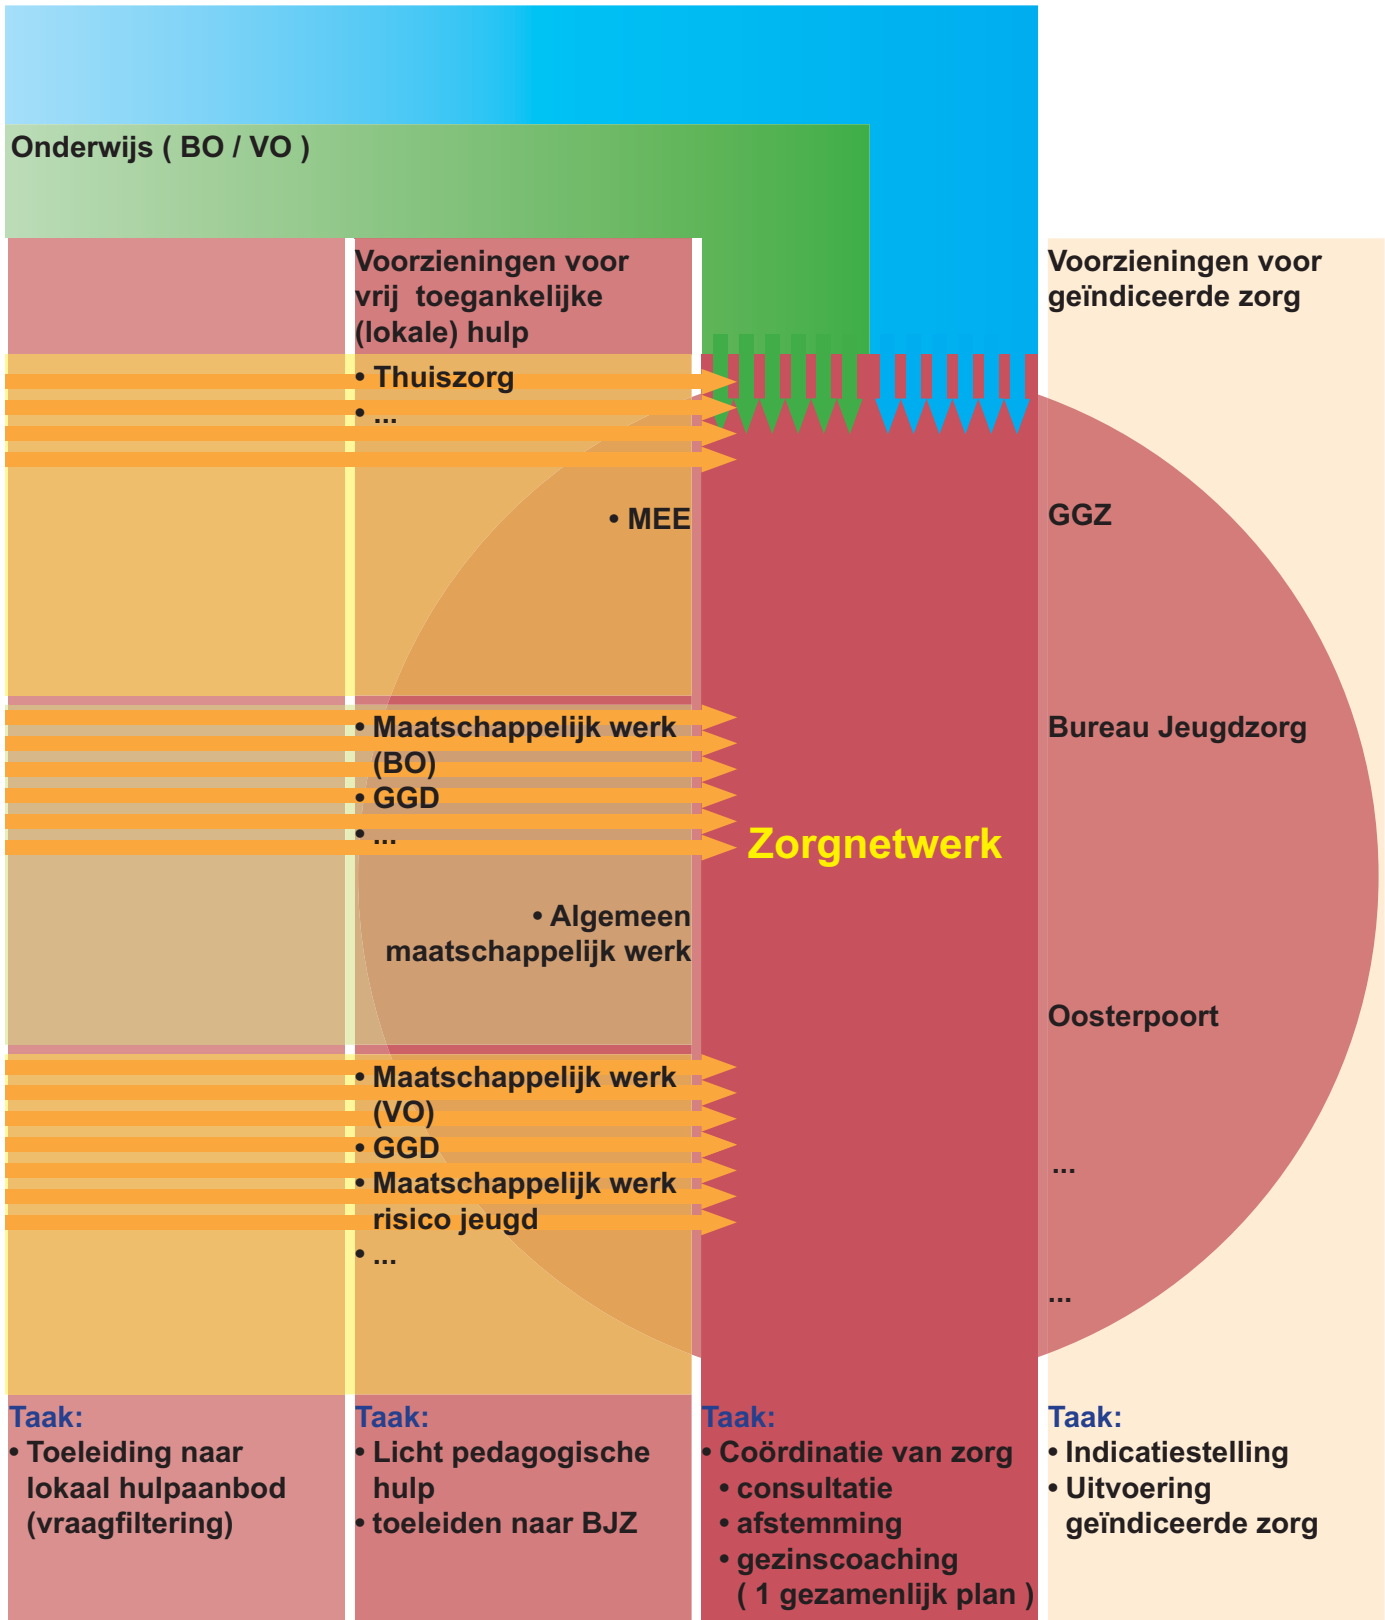 Onderwijs ( BO / VO )
Voorzieningen voor
vrij toegankelijke
(lokale) hulp
• Thuiszorg
• ...
• MEE
• Maatschappelijk werk
(BO)
• GGD
• ...
• Algemeen
maatschappelijk werk
• Maatschappelijk werk
(VO)
• GGD
• Maatschappelijk werk
risico jeugd
• ...
Zorgnetwerk
Voorzieningen voor
geïndiceerde zorg
GGZ
Bureau Jeugdzorg
Oosterpoort
...
...
Taak:
• Toeleiding naar
lokaal hulpaanbod
(vraagfiltering)
Taak:
• Licht pedagogische
hulp
• toeleiden naar BJZ
Taak:
• Coördinatie van zorg
• consultatie
• afstemming
• gezinscoaching
( 1 gezamenlijk plan )
Taak:
• Indicatiestelling
• Uitvoering
geïndiceerde zorg